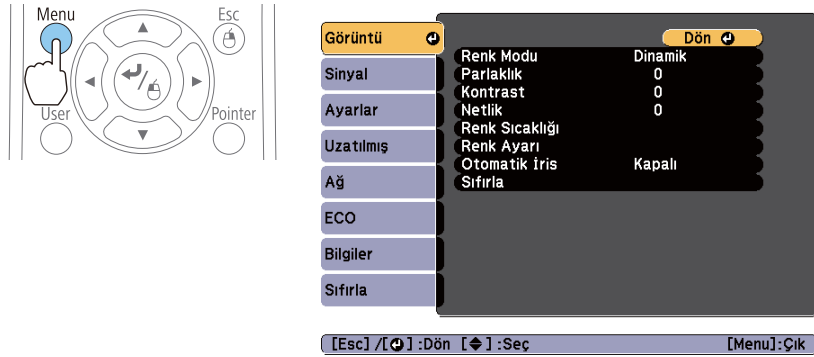 Menu
Esc
User
Pointer
Görüntü
Sinyal
Ayarlar
Uzatılmış
Ağ
ECO
Bilgiler
Sıfırla
Dön
Renk Modu Dinamik
Parlaklık 0
Kontrast 0
Netlik 0
Renk Sıcaklığı
Renk Ayarı
Otomatik İris Kapalı
Sıfırla
[Esc] /[ ] :Dön [ ] :Seç [Menu]:Çık